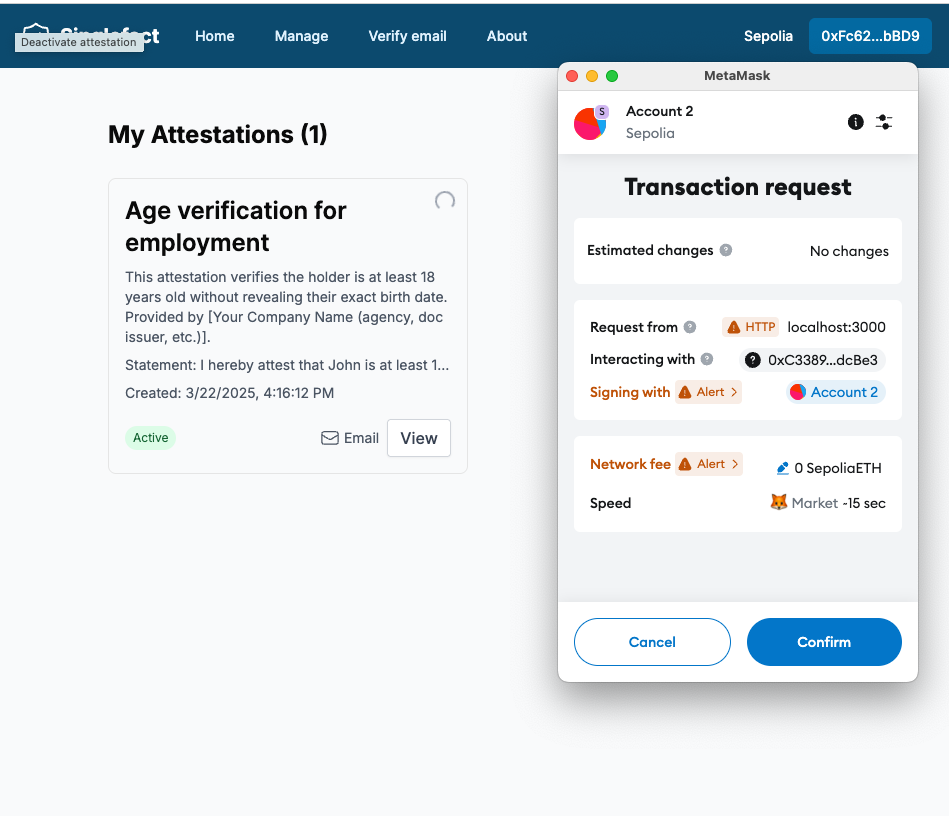 Deactivate attestation
Home
Manage
Verify email
About
Sepolia
0xFc62...bBD9
My Attestations (1)
Age verification for
employment
This attestation verifies the holder is at least 18
years old without revealing their exact birth date.
Provided by [Your Company Name (agency, doc
issuer, etc.)].
Statement: I hereby attest that John is at least 1...
Created: 3/22/2025, 4:16:12 PM
Active
Email
View
MetaMask
S
Account 2
Sepolia
Transaction request
Estimated changes ?
No changes
Request from ?
HTTP
localhost:3000
Interacting with ?
? 0xC3389...dcBe3
Signing with
Alert >
Account 2
Network fee
Alert >
0 SepoliaETH
Speed
Market ~15 sec
Cancel
Confirm